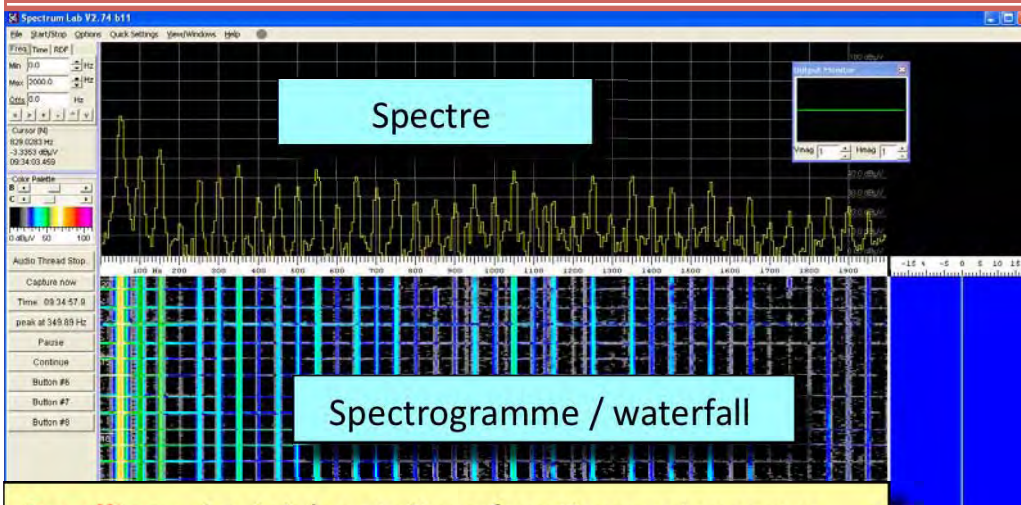 Spectrum Lab V2.74 b11
File Start/Stop Options Quick Settings View/Windows Help
Freq Time RDF
Min 0.0 Hz
Max 2000.0 Hz
Offs 0.0 Hz
Cursor (N)
829.0283 Hz
-3.3353 dBµV
09:34:03.459
Color Palette
B
C
0 dBµV 50 100
Audio Thread Stop.
Capture now
Time: 09:34:57.9
peak at 349.89 Hz
Pause
Continue
Button #6
Button #7
Button #8
Spectre
Output Monitor
Vmag 1 Hmag 1
100 Hz 200 300 400 500 600 700 800 900 1000 1100 1200 1300 1400 1500 1600 1700 1800 1900
-5 0 5 10
Spectrogramme / waterfall